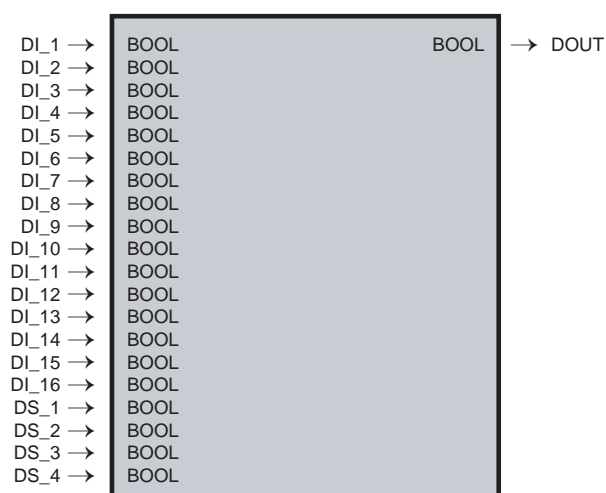 DI_1 → BOOL BOOL → DOUT
DI_2 → BOOL
DI_3 → BOOL
DI_4 → BOOL
DI_5 → BOOL
DI_6 → BOOL
DI_7 → BOOL
DI_8 → BOOL
DI_9 → BOOL
DI_10 → BOOL
DI_11 → BOOL
DI_12 → BOOL
DI_13 → BOOL
DI_14 → BOOL
DI_15 → BOOL
DI_16 → BOOL
DS_1 → BOOL
DS_2 → BOOL
DS_3 → BOOL
DS_4 → BOOL